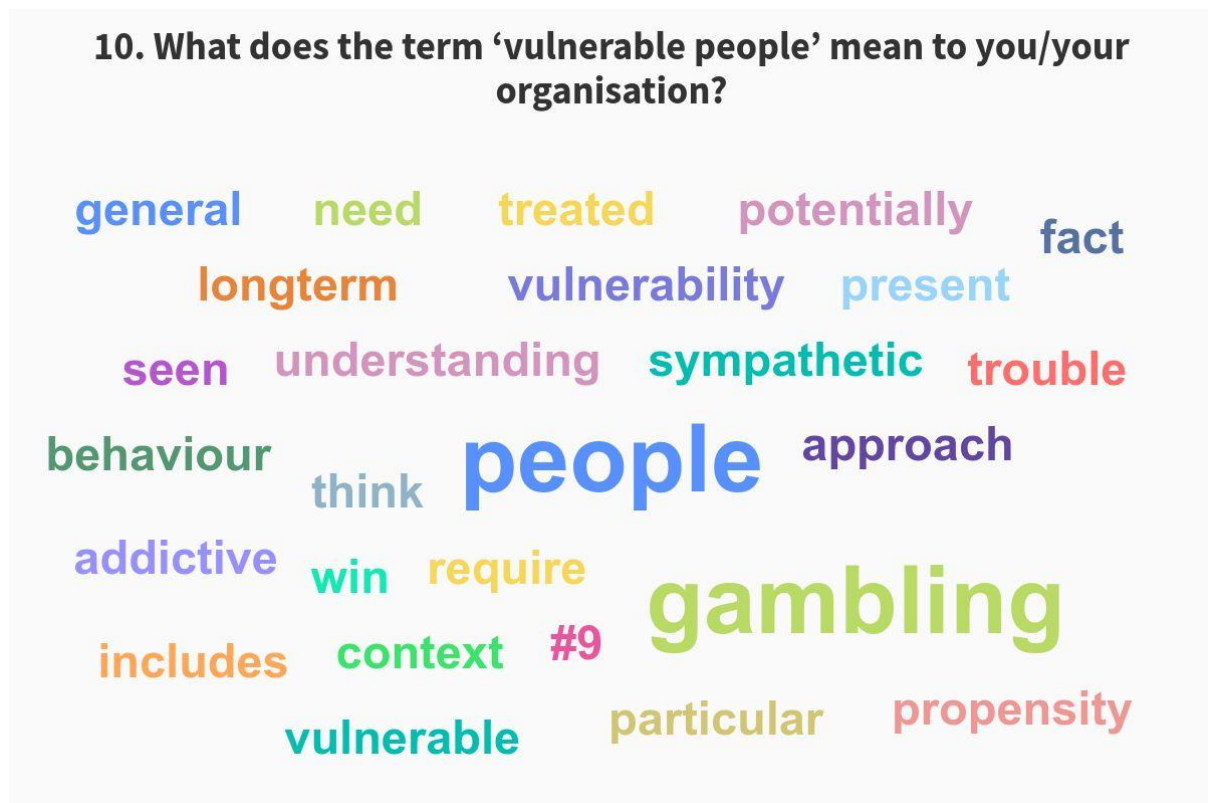 10. What does the term ‘vulnerable people’ mean to you/your
organisation?
general need treated potentially fact
longterm vulnerability present
seen understanding sympathetic trouble
behaviour think people approach
addictive win require gambling
includes context #9
vulnerable particular propensity